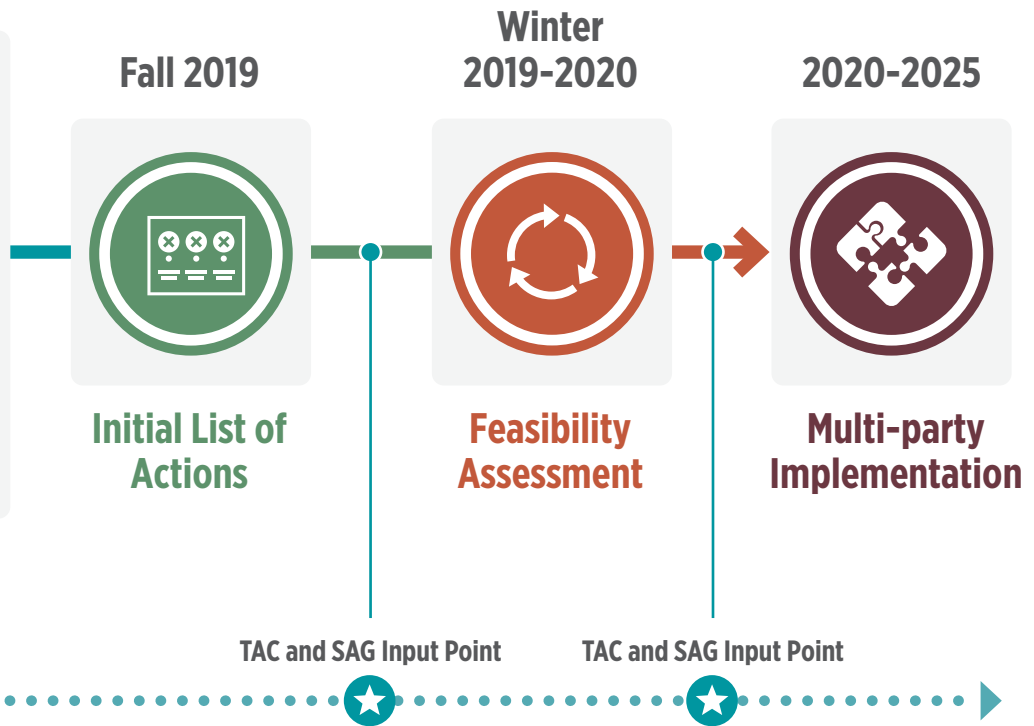 Fall 2019
Winter
2019-2020
2020-2025
Initial List of
Actions
Feasibility
Assessment
Multi-party
Implementation
TAC and SAG Input Point
TAC and SAG Input Point